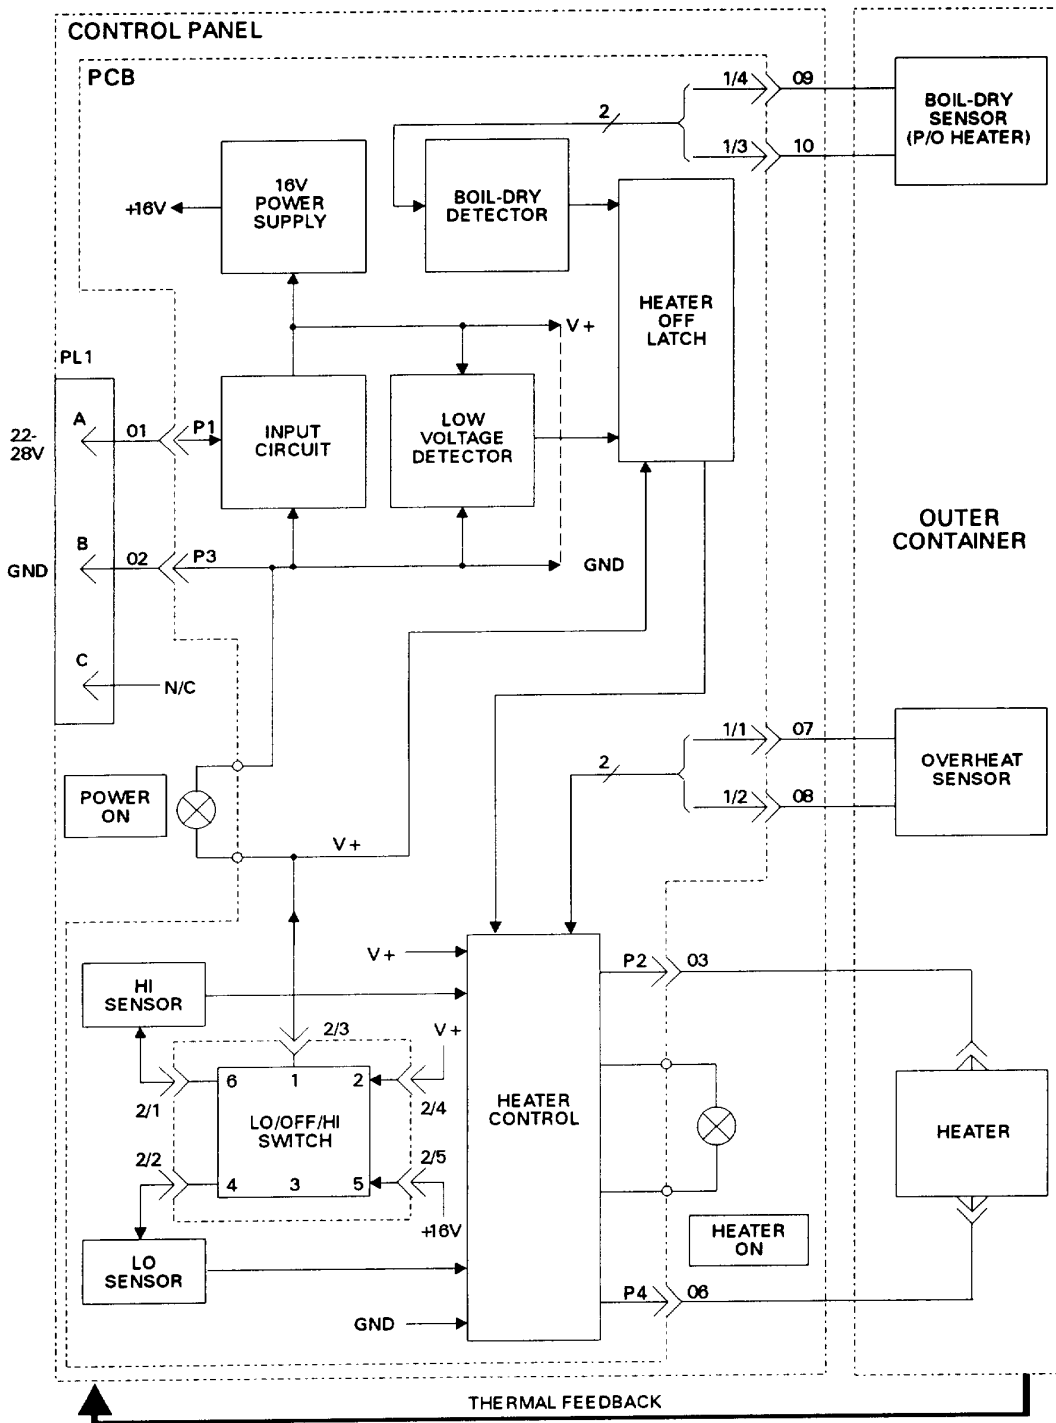 CONTROL PANEL
PCB
1/4
09
2
1/3
10
BOIL-DRY
SENSOR
(P/O HEATER)
16V
POWER
SUPPLY
+16V
BOIL-DRY
DETECTOR
HEATER
OFF
LATCH
V+
PL1
A
22-
28V
01
P1
INPUT
CIRCUIT
LOW
VOLTAGE
DETECTOR
OUTER
CONTAINER
B
GND
02
P3
GND
C
N/C
1/1
07
2
1/2
08
OVERHEAT
SENSOR
POWER
ON
V+
V+
P2
03
HI
SENSOR
2/3
V+
6
1
2
2/1
2/4
LO/OFF/HI
SWITCH
HEATER
CONTROL
HEATER
2/2
2/5
4
3
5
+16V
HEATER
ON
LO
SENSOR
P4
06
GND
THERMAL FEEDBACK